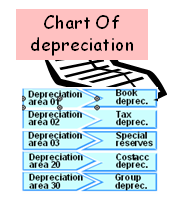 Chart Of
depreciation
Depreciation area 01 Book deprec.
Depreciation area 02 Tax deprec.
Depreciation area 03 Special reserves
Depreciation area 20 Costacc deprec.
Depreciation area 30 Group deprec.